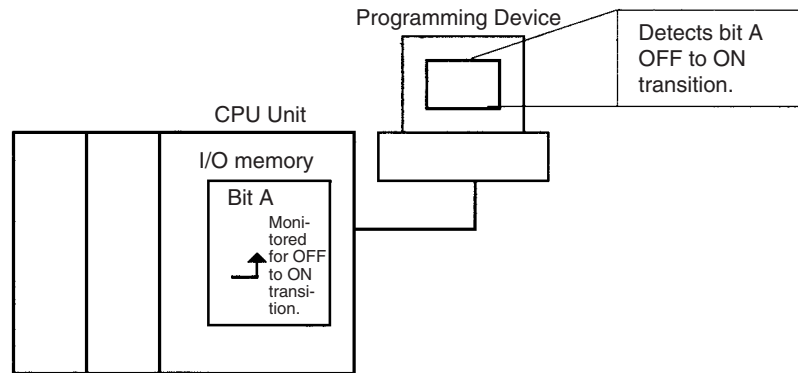 Programming Device
Detects bit A
OFF to ON
transition.
CPU Unit
I/O memory
Bit A
Moni-
tored
for OFF
to ON
transi-
tion.